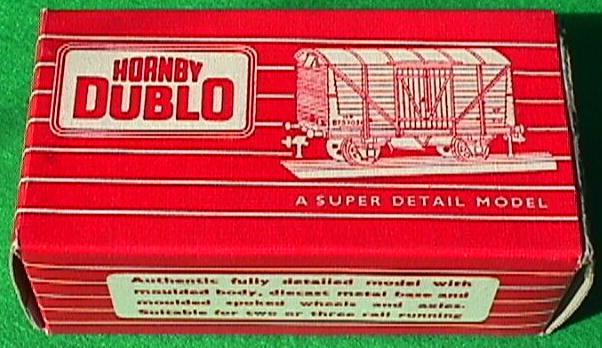 HORNBY
DUBLO
A SUPER DETAIL MODEL
Authentic fully detailed model with
moulded body, diecast metal base and
moulded spoked wheels and axles.
Suitable for two or three rail running